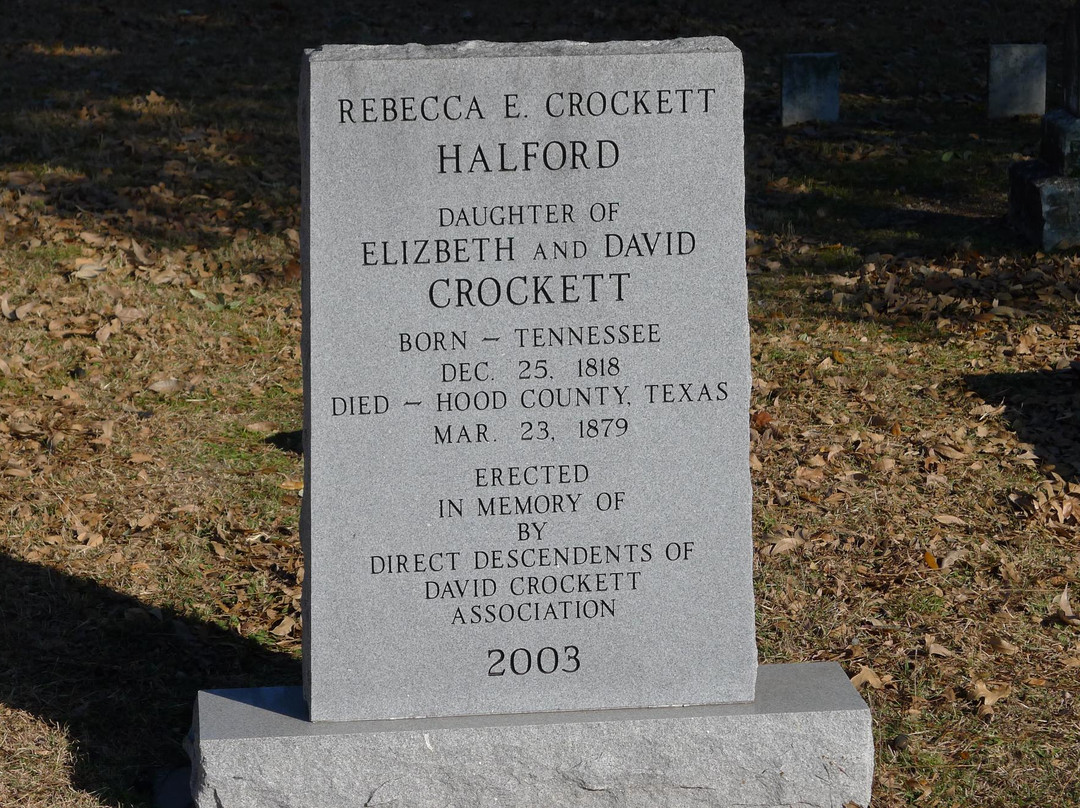 REBECCA E. CROCKETT
HALFORD
DAUGHTER OF
ELIZBETH AND DAVID
CROCKETT
BORN – TENNESSEE
DEC. 25, 1818
DIED – HOOD COUNTY, TEXAS
MAR. 23, 1879
ERECTED
IN MEMORY OF
BY
DIRECT DESCENDENTS OF
DAVID CROCKETT
ASSOCIATION
2003